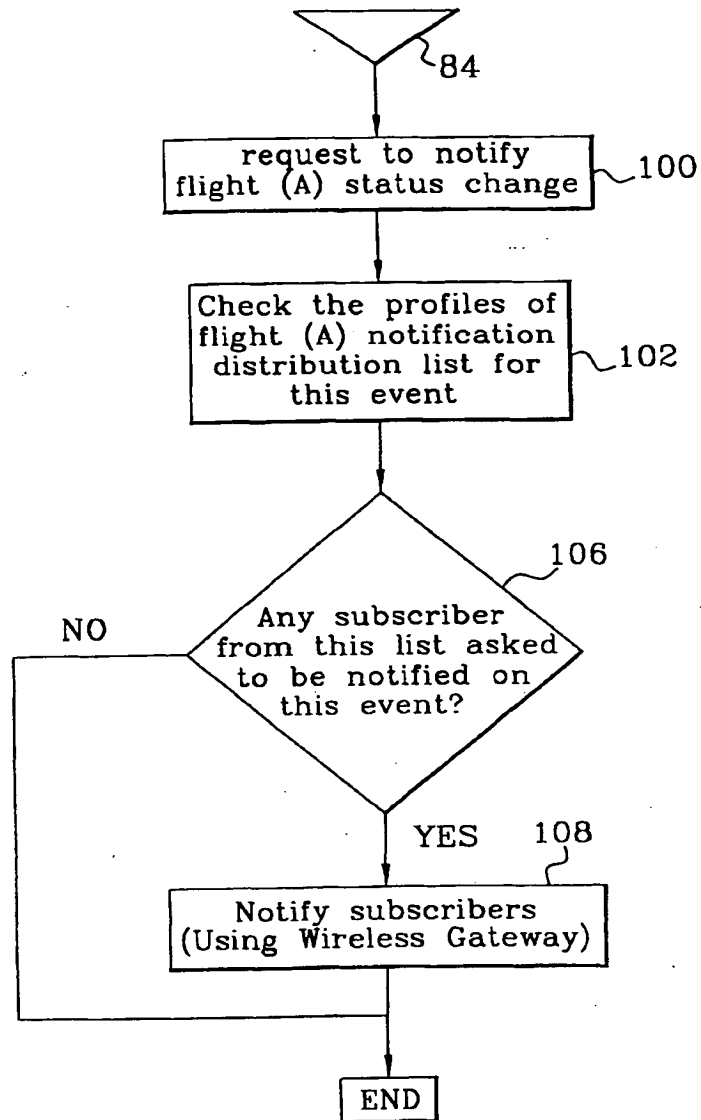 84
request to notify
flight (A) status change
100
Check the profiles of
flight (A) notification
distribution list for
this event
102
106
Any subscriber
from this list asked
to be notified on
this event?
NO
YES
108
Notify subscribers
(Using Wireless Gateway)
END